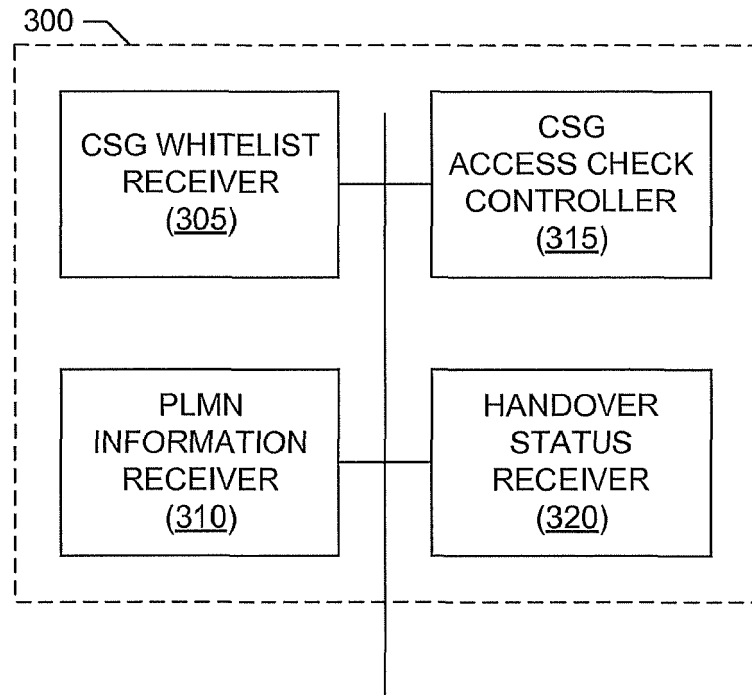 300
CSG WHITELIST
RECEIVER
(305)
CSG
ACCESS CHECK
CONTROLLER
(315)
PLMN
INFORMATION
RECEIVER
(310)
HANDOVER
STATUS
RECEIVER
(320)